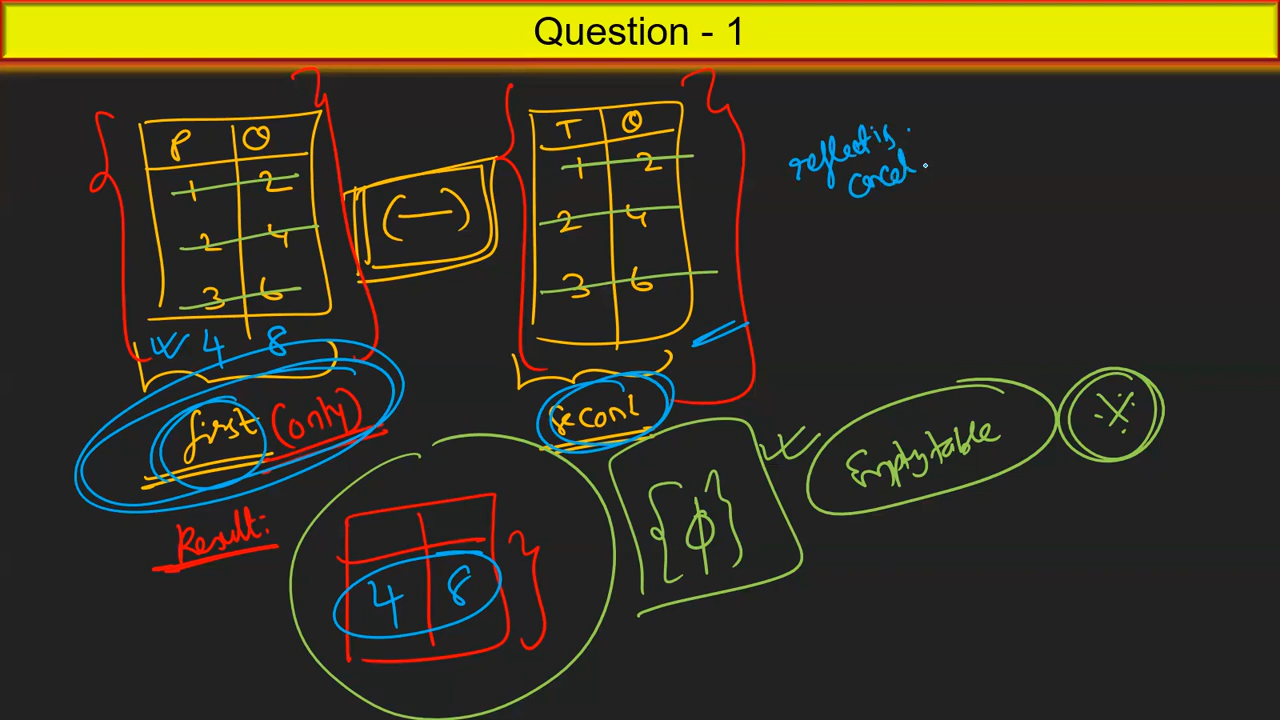 Question - 1
P Q
1 2
2 4
3 6
4 8
(—)
T Q
1 2
2 4
3 6
cancel.
first (only)
second
Result:
4 8
{ϕ}
Empty table